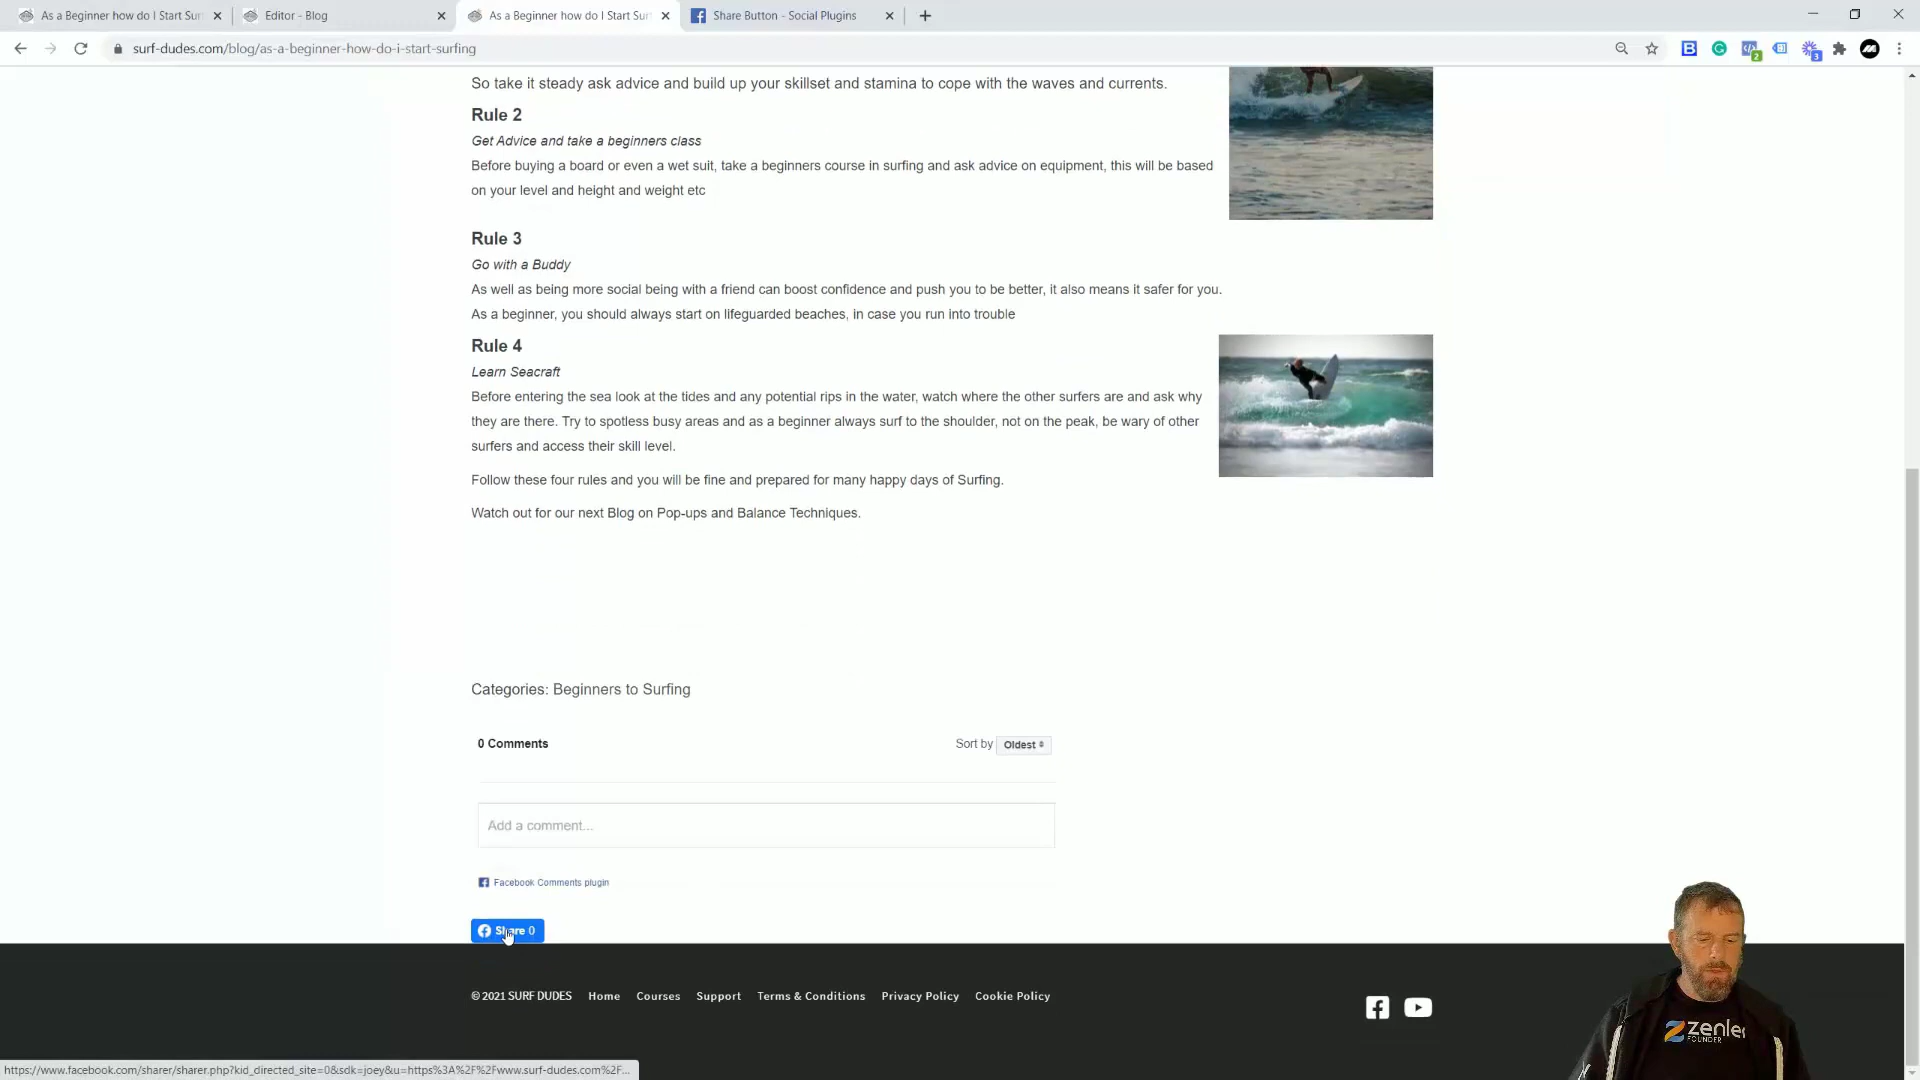 As a Beginner how do I Start Sur
Editor - Blog
As a Beginner how do I Start Sur
Share Button - Social Plugins
surf-dudes.com/blog/as-a-beginner-how-do-i-start-surfing
So take it steady ask advice and build up your skillset and stamina to cope with the waves and currents.
Rule 2
Get Advice and take a beginners class
Before buying a board or even a wet suit, take a beginners course in surfing and ask advice on equipment, this will be based
on your level and height and weight etc
Rule 3
Go with a Buddy
As well as being more social being with a friend can boost confidence and push you to be better, it also means it safer for you.
As a beginner, you should always start on lifeguarded beaches, in case you run into trouble
Rule 4
Learn Seacraft
Before entering the sea look at the tides and any potential rips in the water, watch where the other surfers are and ask why
they are there. Try to spotless busy areas and as a beginner always surf to the shoulder, not on the peak, be wary of other
surfers and access their skill level.
Follow these four rules and you will be fine and prepared for many happy days of Surfing.
Watch out for our next Blog on Pop-ups and Balance Techniques.
Categories: Beginners to Surfing
0 Comments
Sort by Oldest
Add a comment...
Facebook Comments plugin
Share 0
© 2021 SURF DUDES Home Courses Support Terms & Conditions Privacy Policy Cookie Policy
zenler
FOUNDER
https://www.facebook.com/sharer/sharer.php?kid_directed_site=0&sdk=joey&u=https%3A%2F%2Fwww.surf-dudes.com%2F...